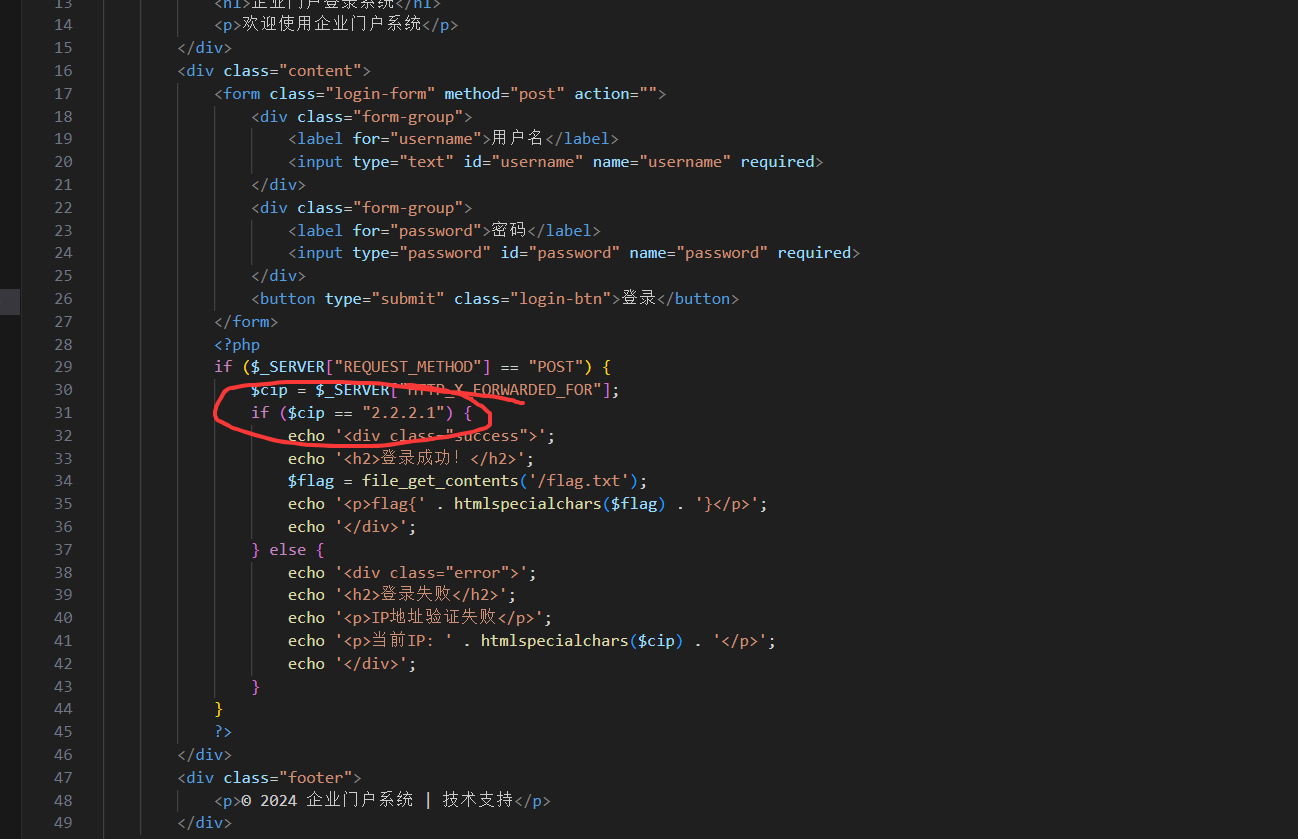 13 <h1>企业门户登录系统</h1>
14 <p>欢迎使用企业门户系统</p>
15 </div>
16 <div class="content">
17 <form class="login-form" method="post" action="">
18 <div class="form-group">
19 <label for="username">用户名</label>
20 <input type="text" id="username" name="username" required>
21 </div>
22 <div class="form-group">
23 <label for="password">密码</label>
24 <input type="password" id="password" name="password" required>
25 </div>
26 <button type="submit" class="login-btn">登录</button>
27 </form>
28 <?php
29 if ($_SERVER["REQUEST_METHOD"] == "POST") {
30 $cip = $_SERVER["HTTP_X_FORWARDED_FOR"];
31 if ($cip == "2.2.2.1") {
32 echo '<div class="success">';
33 echo '<h2>登录成功！</h2>';
34 $flag = file_get_contents('/flag.txt');
35 echo '<p>flag{' . htmlspecialchars($flag) . '}</p>';
36 echo '</div>';
37 } else {
38 echo '<div class="error">';
39 echo '<h2>登录失败</h2>';
40 echo '<p>IP地址验证失败</p>';
41 echo '<p>当前IP: ' . htmlspecialchars($cip) . '</p>';
42 echo '</div>';
43 }
44 }
45 ?>
46 </div>
47 <div class="footer">
48 <p>© 2024 企业门户系统 | 技术支持</p>
49 </div>